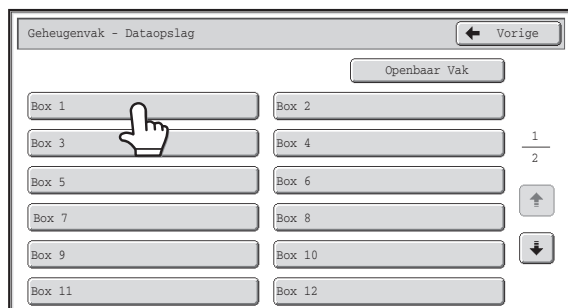 Geheugenvak - Dataopslag
Vorige
Openbaar Vak
Box 1
Box 2
Box 3
Box 4
1
2
Box 5
Box 6
Box 7
Box 8
Box 9
Box 10
Box 11
Box 12